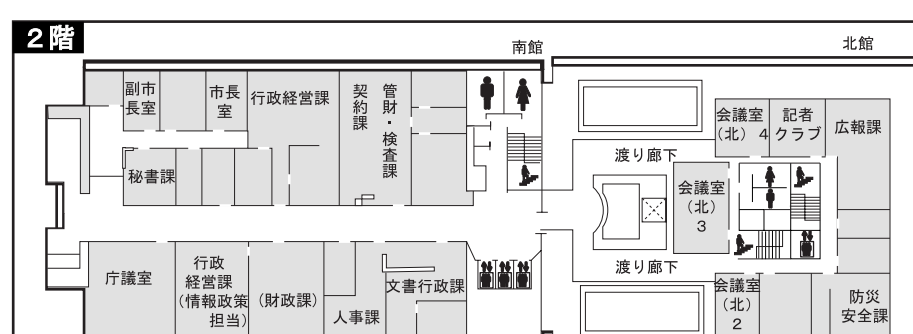 2階
南館
北館
副市
長室
市長
室
行政経営課
契約課
管財・検査課
秘書課
会議室
（北）4
記者
クラブ
広報課
渡り廊下
会議室
（北）
3
渡り廊下
庁議室
行政
経営課
（情報政策
担当）
（財政課）
人事課
文書行政課
会議室
（北）
2
防災
安全課